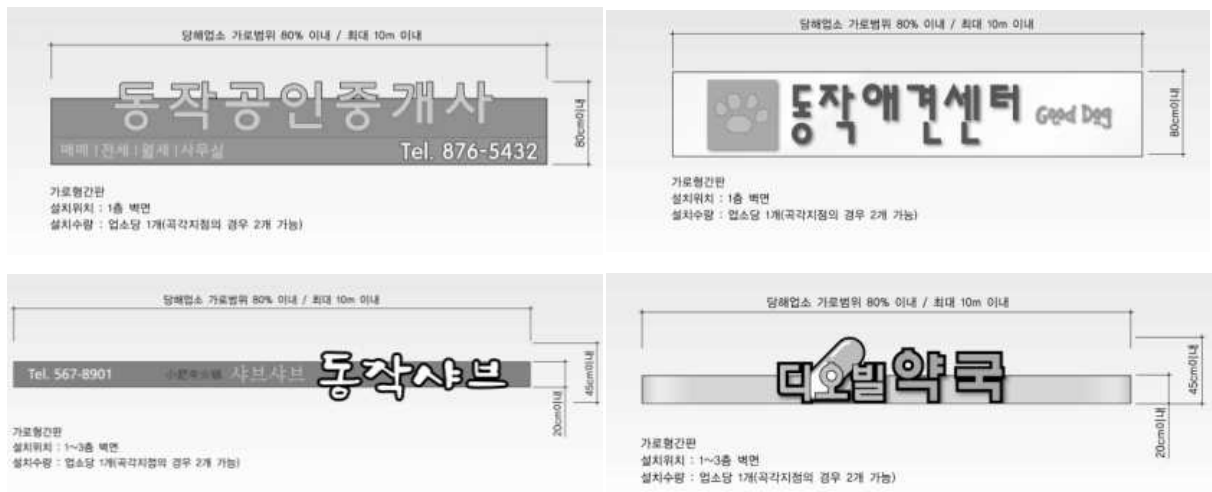 당해업소 가로범위 80% 이내 / 최대 10m 이내
동작공인중개사
매매 | 전세 | 월세 | 사무실
Tel. 876-5432
80cm이내
가로형간판
설치위치 : 1층 벽면
설치수량 : 업소당 1개(곡각지점의 경우 2개 가능)
당해업소 가로범위 80% 이내 / 최대 10m 이내
동작애견센터
Good Dog
80cm이내
가로형간판
설치위치 : 1층 벽면
설치수량 : 업소당 1개(곡각지점의 경우 2개 가능)
당해업소 가로범위 80% 이내 / 최대 10m 이내
Tel. 567-8901
샤브샤브
동작샤브
45cm이내
20cm이내
가로형간판
설치위치 : 1~3층 벽면
설치수량 : 업소당 1개(곡각지점의 경우 2개 가능)
당해업소 가로범위 80% 이내 / 최대 10m 이내
디오빌약국
45cm이내
20cm이내
가로형간판
설치위치 : 1~3층 벽면
설치수량 : 업소당 1개(곡각지점의 경우 2개 가능)